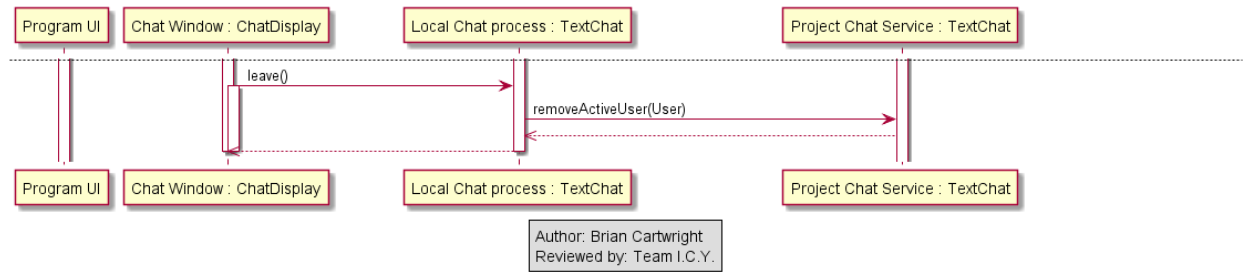 Program UI
Chat Window : ChatDisplay
Local Chat process : TextChat
Project Chat Service : TextChat
leave()
removeActiveUser(User)
Program UI
Chat Window : ChatDisplay
Local Chat process : TextChat
Project Chat Service : TextChat
Author: Brian Cartwright
Reviewed by: Team I.C.Y.